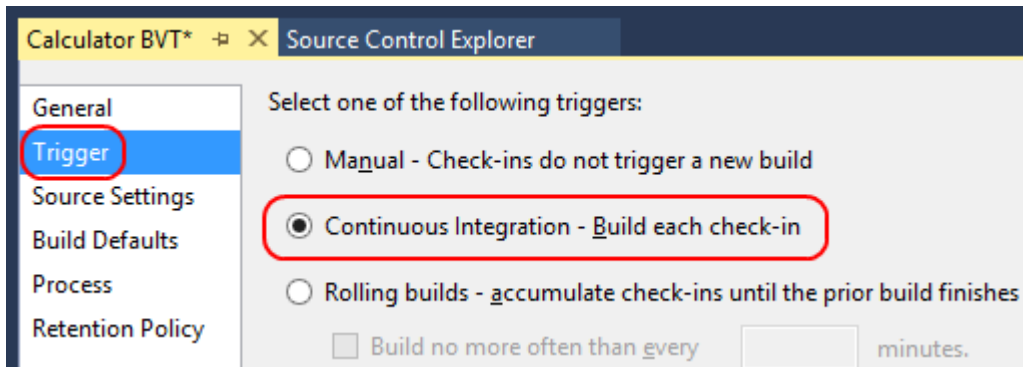 Calculator BVT* Source Control Explorer
General
Trigger
Source Settings
Build Defaults
Process
Retention Policy
Select one of the following triggers:
Manual - Check-ins do not trigger a new build
Continuous Integration - Build each check-in
Rolling builds - accumulate check-ins until the prior build finishes
Build no more often than every minutes.